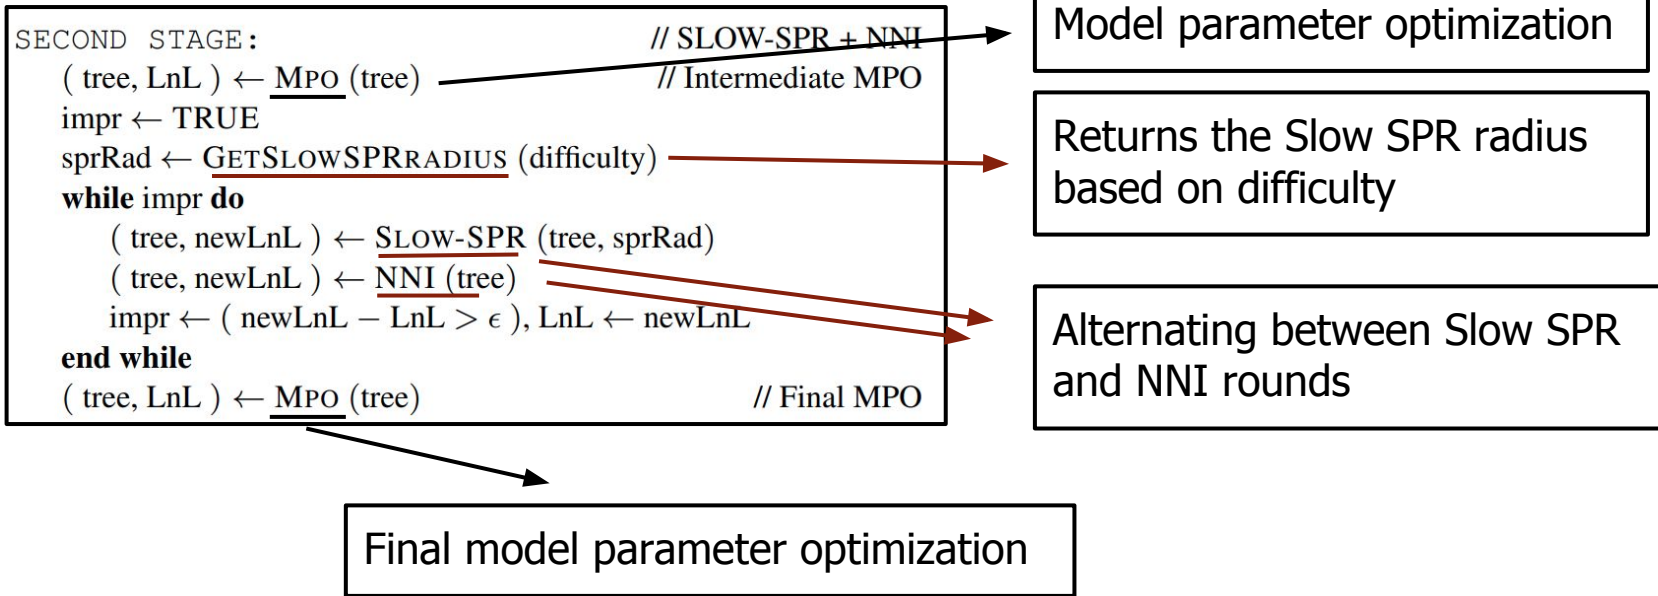 SECOND STAGE: // SLOW-SPR + NNI
( tree, LnL ) ← MPO (tree) // Intermediate MPO
impr ← TRUE
sprRad ← GETSLOWSPRRADIUS (difficulty)
while impr do
( tree, newLnL ) ← SLOW-SPR (tree, sprRad)
( tree, newLnL ) ← NNI (tree)
impr ← ( newLnL − LnL > ϵ ), LnL ← newLnL
end while
( tree, LnL ) ← MPO (tree) // Final MPO
Model parameter optimization
Returns the Slow SPR radius
based on difficulty
Alternating between Slow SPR
and NNI rounds
Final model parameter optimization